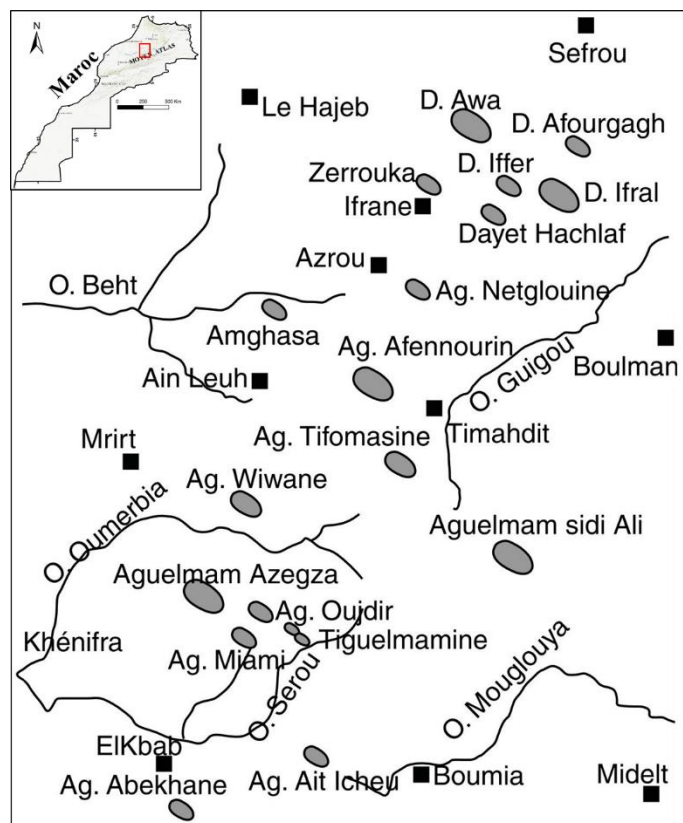 N
Maroc
MOYEN ATLAS
0 250 500 Km
Sefrou
Le Hajeb
D. Awa
D. Afourgagh
D. Iffer
Zerrouka
D. Ifral
Ifrane
Dayet Hachlaf
Azrou
O. Beht
Ag. Netglouine
Amghasa
Ag. Afennourin
O. Guigou
Boulman
Ain Leuh
Ag. Tifomasine
Timahdit
Mrirt
Ag. Wiwane
O. Oumerbia
Aguelmam sidi Ali
Aguelmam Azegza
Ag. Oujdir
Khénifra
Tiguelmamine
Ag. Miami
O. Serou
O. Mouglouya
ElKbab
Ag. Abekhane
Ag. Ait Icheu
Boumia
Midelt